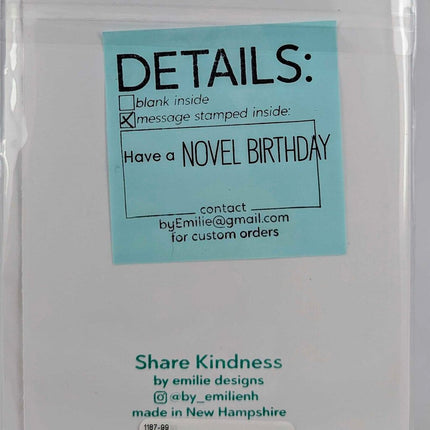 DETAILS:
blank inside
message stamped inside:
Have a NOVEL BIRTHDAY
contact
byEmilie@gmail.com
for custom orders
Share Kindness
by emilie designs
@by_emilienh
made in New Hampshire
1187-99